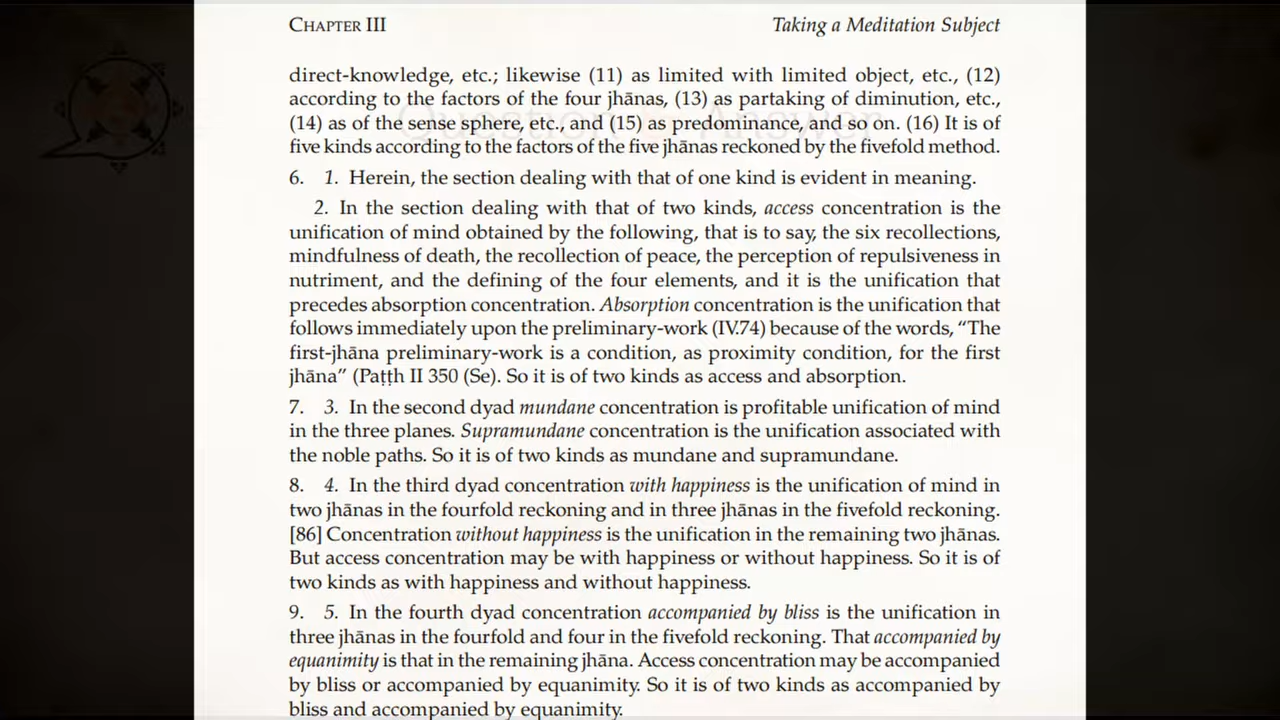 CHAPTER III Taking a Meditation Subject
direct-knowledge, etc.; likewise (11) as limited with limited object, etc., (12)
according to the factors of the four jhānas, (13) as partaking of diminution, etc.,
(14) as of the sense sphere, etc., and (15) as predominance, and so on. (16) It is of
five kinds according to the factors of the five jhānas reckoned by the fivefold method.
6. 1. Herein, the section dealing with that of one kind is evident in meaning.
2. In the section dealing with that of two kinds, access concentration is the
unification of mind obtained by the following, that is to say, the six recollections,
mindfulness of death, the recollection of peace, the perception of repulsiveness in
nutriment, and the defining of the four elements, and it is the unification that
precedes absorption concentration. Absorption concentration is the unification that
follows immediately upon the preliminary-work (IV.74) because of the words, “The
first-jhāna preliminary-work is a condition, as proximity condition, for the first
jhāna” (Paṭṭh II 350 (Se). So it is of two kinds as access and absorption.
7. 3. In the second dyad mundane concentration is profitable unification of mind
in the three planes. Supramundane concentration is the unification associated with
the noble paths. So it is of two kinds as mundane and supramundane.
8. 4. In the third dyad concentration with happiness is the unification of mind in
two jhānas in the fourfold reckoning and in three jhānas in the fivefold reckoning.
[86] Concentration without happiness is the unification in the remaining two jhānas.
But access concentration may be with happiness or without happiness. So it is of
two kinds as with happiness and without happiness.
9. 5. In the fourth dyad concentration accompanied by bliss is the unification in
three jhānas in the fourfold and four in the fivefold reckoning. That accompanied by
equanimity is that in the remaining jhāna. Access concentration may be accompanied
by bliss or accompanied by equanimity. So it is of two kinds as accompanied by
bliss and accompanied by equanimity.